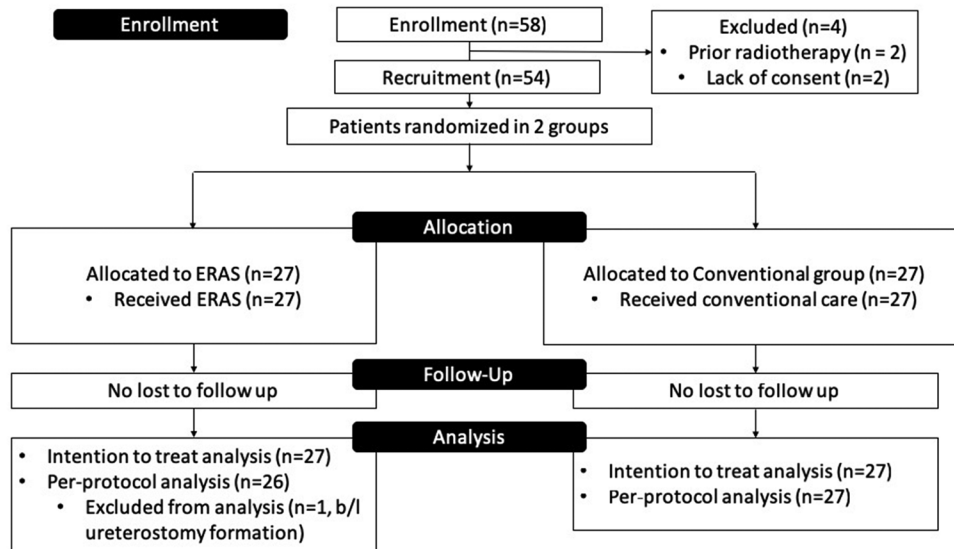 Enrollment
Enrollment (n=58)
Excluded (n=4)
• Prior radiotherapy (n = 2)
• Lack of consent (n=2)
Recruitment (n=54)
Patients randomized in 2 groups
Allocation
Allocated to ERAS (n=27)
• Received ERAS (n=27)
Allocated to Conventional group (n=27)
• Received conventional care (n=27)
Follow-Up
No lost to follow up
No lost to follow up
Analysis
• Intention to treat analysis (n=27)
• Per-protocol analysis (n=26)
• Excluded from analysis (n=1, b/l
ureterostomy formation)
• Intention to treat analysis (n=27)
• Per-protocol analysis (n=27)